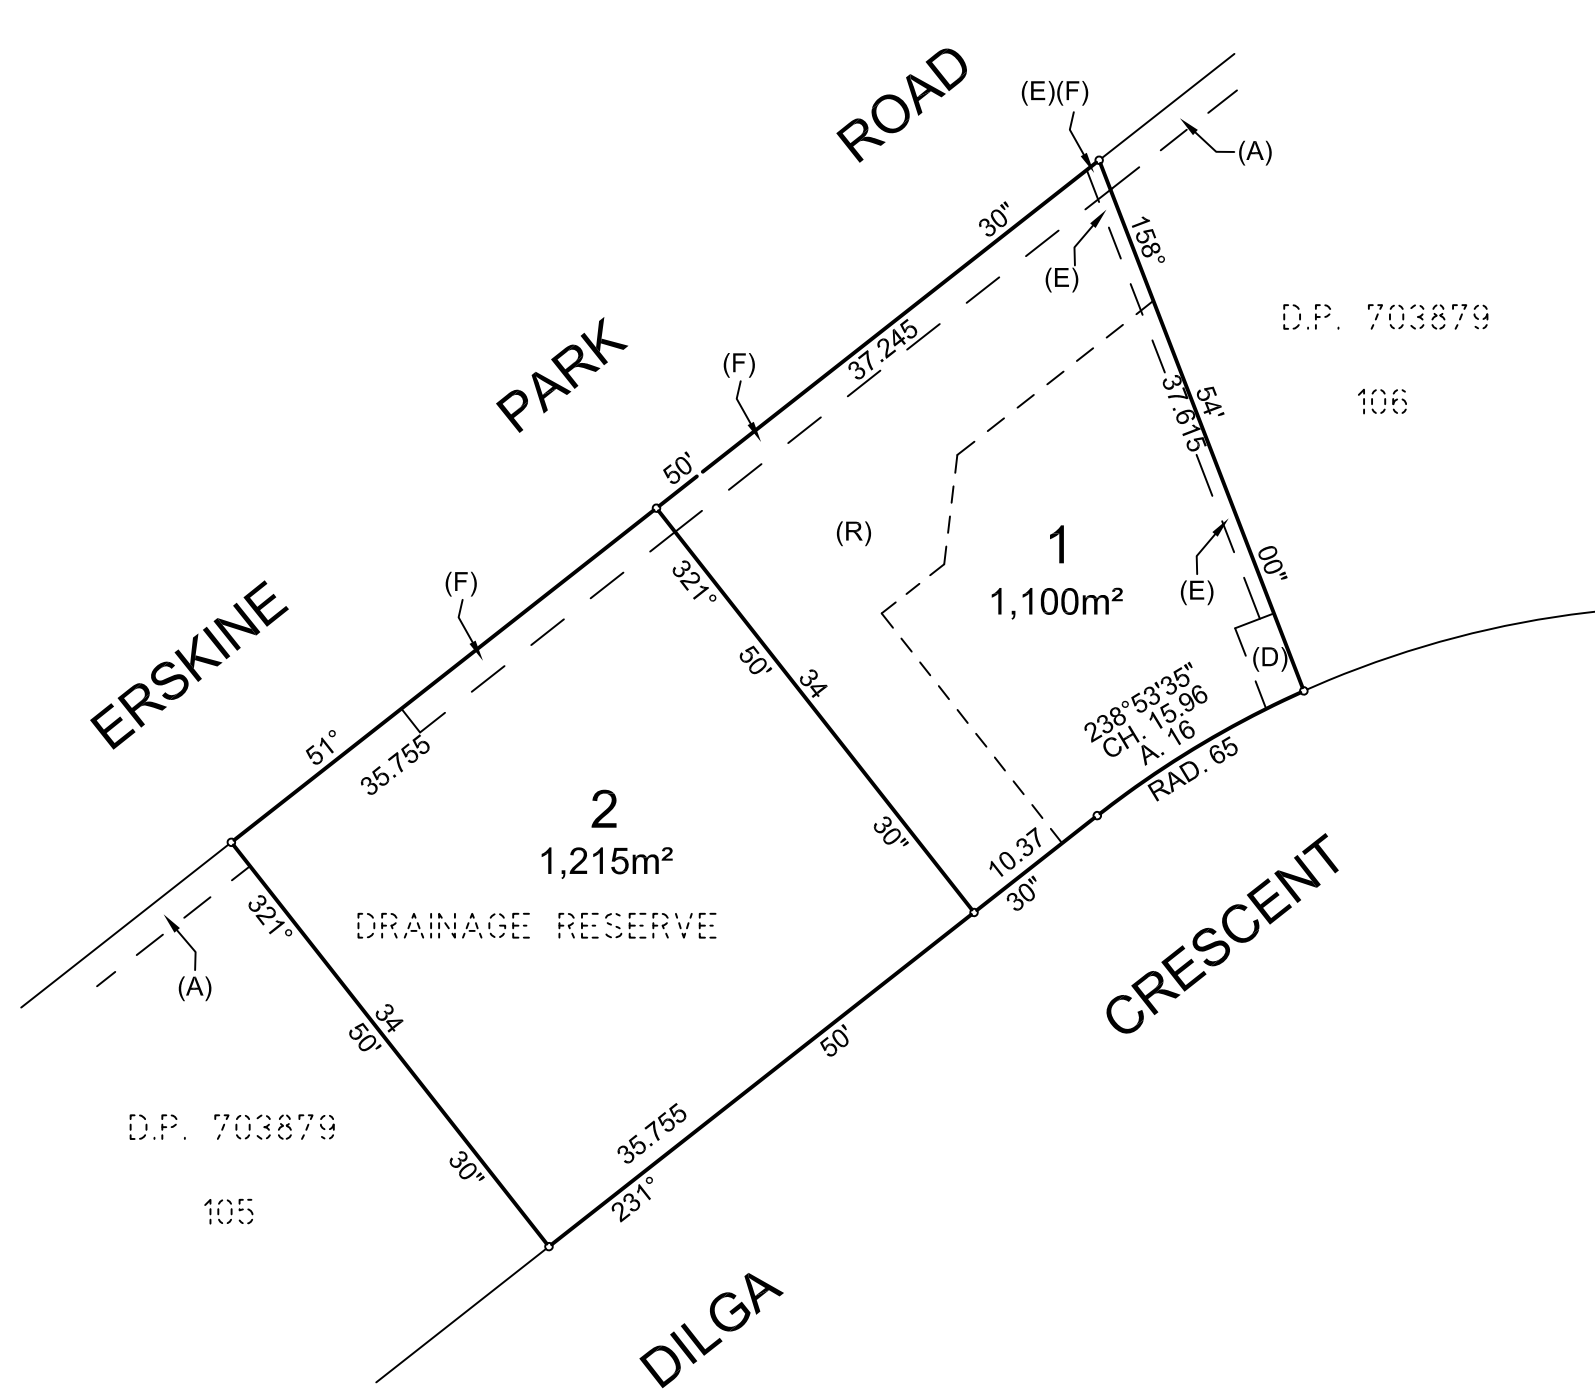 ROAD
(E)(F)
(A)
30"
158°
(E)
D.P. 703879
37.245
PARK
(F)
106
54'
37.615
50'
(R)
1
1,100m²
00"
(E)
321°
(F)
ERSKINE
50'
34
(D)
238°53'35"
CH. 15.96
A. 16
RAD. 65
51°
35.755
2
1,215m²
30"
10.37
30"
321°
DRAINAGE RESERVE
CRESCENT
(A)
34
50'
50'
D.P. 703879
35.755
30"
231°
105
DILGA